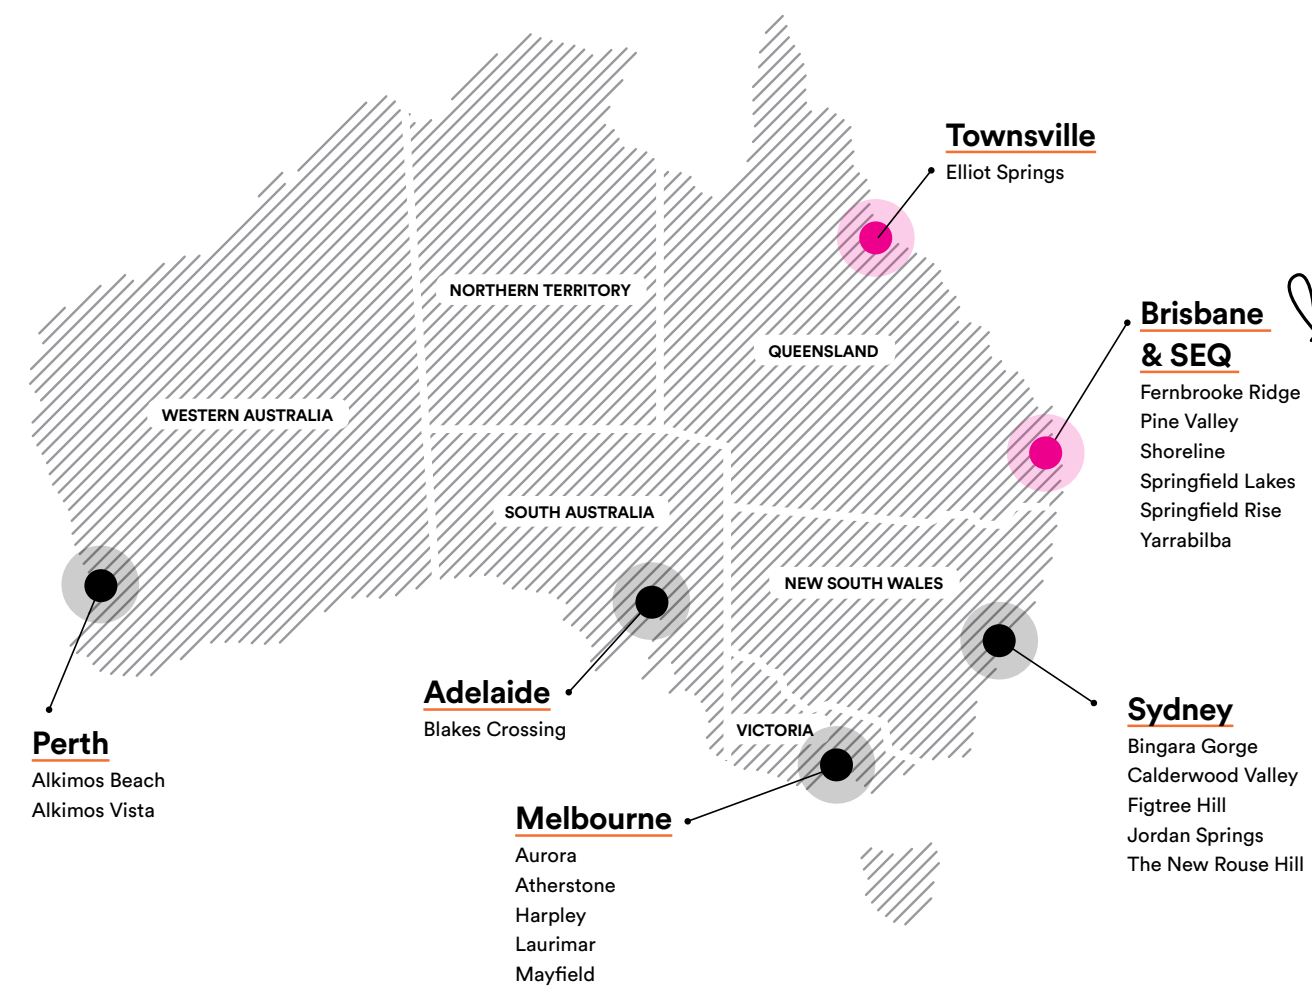 Townsville
Elliot Springs
NORTHERN TERRITORY
Brisbane
& SEQ
QUEENSLAND
Fernbrooke Ridge
Pine Valley
Shoreline
Springfield Lakes
Springfield Rise
Yarrabilba
WESTERN AUSTRALIA
SOUTH AUSTRALIA
NEW SOUTH WALES
Adelaide
Blakes Crossing
VICTORIA
Sydney
Bingara Gorge
Calderwood Valley
Figtree Hill
Jordan Springs
The New Rouse Hill
Perth
Alkimos Beach
Alkimos Vista
Melbourne
Aurora
Atherstone
Harpley
Laurimar
Mayfield